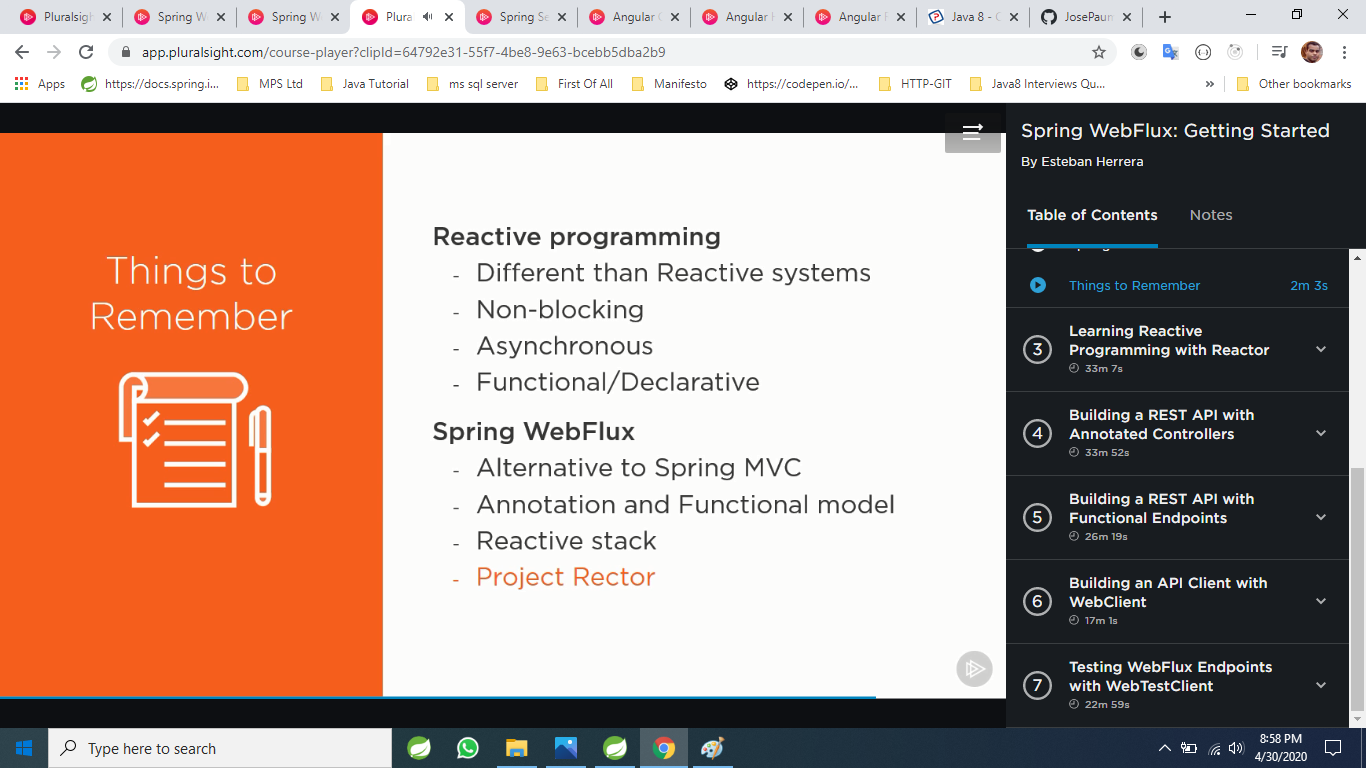 Pluralsigh
Spring W
Spring W
Plura
Spring Se
Angular C
Angular
Angular F
Java 8 - C
JosePaun
app.pluralsight.com/course-player?clipId=64792e31-55f7-4be8-9e63-bcebb5dba2b9
Apps
https://docs.spring.i...
MPS Ltd
Java Tutorial
ms sql server
First Of All
Manifesto
https://codepen.io/...
HTTP-GIT
Java8 Interviews Qu...
»
Other bookmarks
Things to
Remember
Reactive programming
- Different than Reactive systems
- Non-blocking
- Asynchronous
- Functional/Declarative
Spring WebFlux
- Alternative to Spring MVC
- Annotation and Functional model
- Reactive stack
- Project Rector
Spring WebFlux: Getting Started
By Esteban Herrera
Table of Contents
Notes
Things to Remember
2m 3s
3
Learning Reactive
Programming with Reactor
33m 7s
4
Building a REST API with
Annotated Controllers
33m 52s
5
Building a REST API with
Functional Endpoints
26m 19s
6
Building an API Client with
WebClient
17m 1s
7
Testing WebFlux Endpoints
with WebTestClient
22m 59s
Type here to search
8:58 PM
4/30/2020